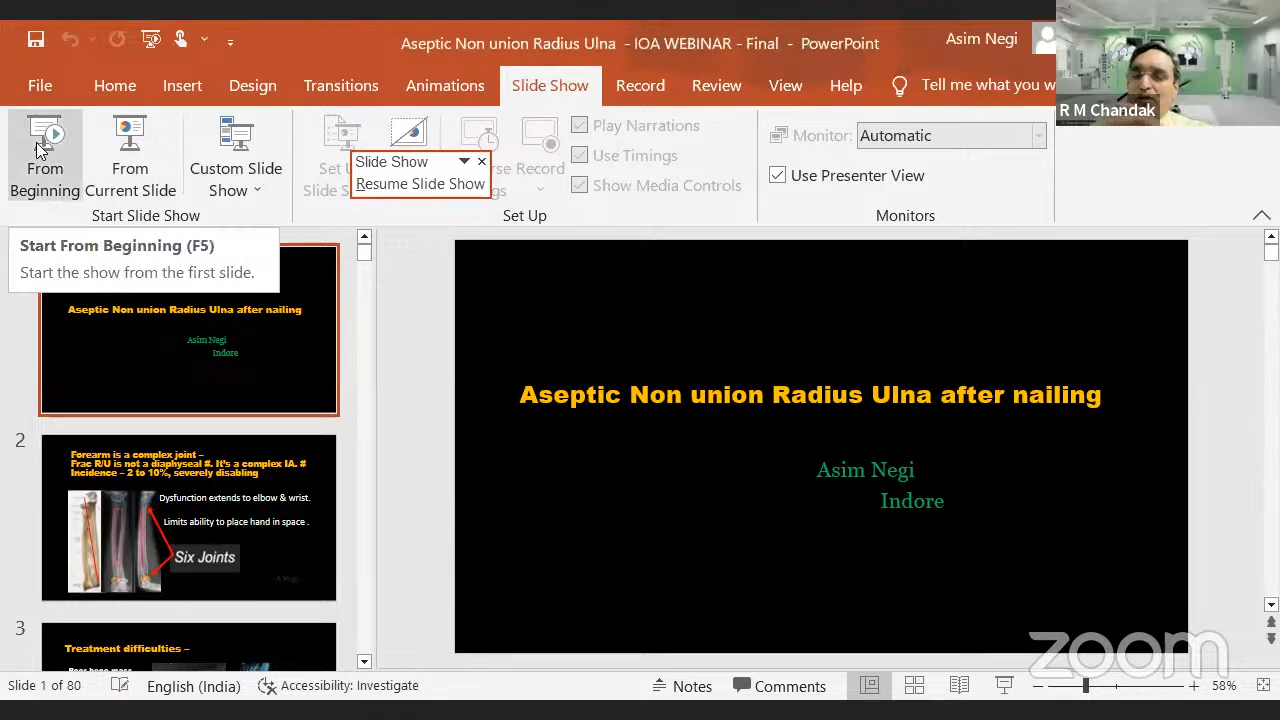 Aseptic Non union Radius Ulna - IOA WEBINAR - Final - PowerPoint
Asim Negi
R M Chandak
File
Home
Insert
Design
Transitions
Animations
Slide Show
Record
Review
View
Help
Tell me what you w
From
Beginning
From
Current Slide
Custom Slide
Show
Start Slide Show
Set U
Slide S
Slide Show
Resume Slide Show
rse
gs
Record
Play Narrations
Use Timings
Show Media Controls
Set Up
Monitor:
Automatic
Use Presenter View
Monitors
Start From Beginning (F5)
Start the show from the first slide.
Aseptic Non union Radius Ulna after nailing
Asim Negi
Indore
2
Forearm is a complex joint –
Frac R/U is not a diaphyseal #. It's a complex IA. #
Incidence – 2 to 10%, severely disabling
Dysfunction extends to elbow & wrist.
Limits ability to place hand in space .
Six Joints
3
Treatment difficulties –
Aseptic Non union Radius Ulna after nailing
Asim Negi
Indore
zoom
Slide 1 of 80
English (India)
Accessibility: Investigate
Notes
Comments
58%